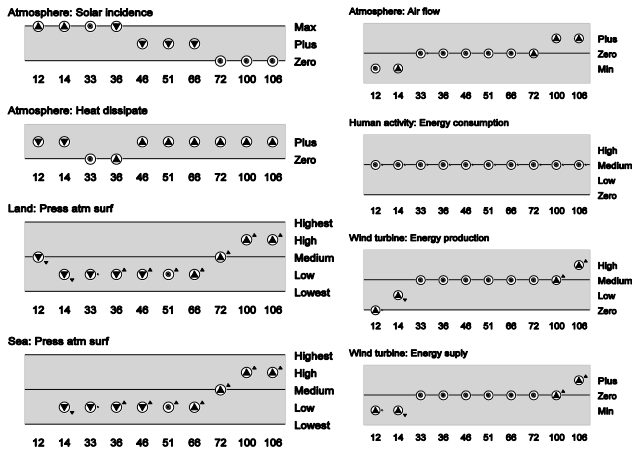 Atmosphere: Solar incidence
Max
Plus
Zero
12 14 33 36 46 51 66 72 100 106
Atmosphere: Heat dissipate
Plus
Zero
12 14 33 36 46 51 66 72 100 106
Land: Press atm surf
Highest
High
Medium
Low
Lowest
12 14 33 36 46 51 66 72 100 106
Sea: Press atm surf
Highest
High
Medium
Low
Lowest
12 14 33 36 46 51 66 72 100 106
Atmosphere: Air flow
Plus
Zero
Min
12 14 33 36 46 51 66 72 100 106
Human activity: Energy consumption
High
Medium
Low
Zero
12 14 33 36 46 51 66 72 100 106
Wind turbine: Energy production
High
Medium
Low
Zero
12 14 33 36 46 51 66 72 100 106
Wind turbine: Energy suply
Plus
Zero
Min
12 14 33 36 46 51 66 72 100 106